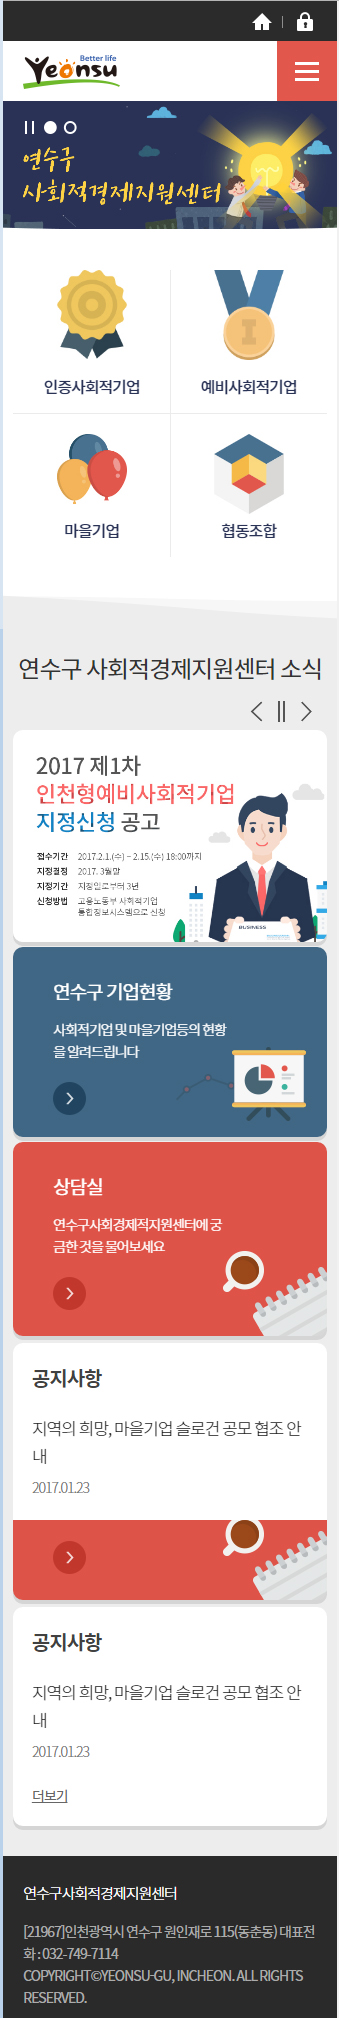 Better life
Yeonsu
연수구
사회적경제지원센터
인증사회적기업
예비사회적기업
마을기업
협동조합
연수구 사회적경제지원센터 소식
2017 제1차
인천형예비사회적기업
지정신청 공고
접수기간 2017.2.1.(수) ~ 2.15.(수) 18:00까지
지정결정 2017. 3월말
지정기간 지정일로부터 3년
신청방법 고용노동부 사회적기업
통합정보시스템으로 신청
BUSINESS
연수구 기업현황
사회적기업 및 마을기업등의 현황
을 알려드립니다
상담실
연수구사회경제적지원센터에 궁
금한 것을 물어보세요
공지사항
지역의 희망, 마을기업 슬로건 공모 협조 안
내
2017.01.23
공지사항
지역의 희망, 마을기업 슬로건 공모 협조 안
내
2017.01.23
더보기
연수구사회적경제지원센터
[21967]인천광역시 연수구 원인재로 115(동춘동) 대표전
화 : 032-749-7114
COPYRIGHT©YEONSU-GU, INCHEON. ALL RIGHTS
RESERVED.